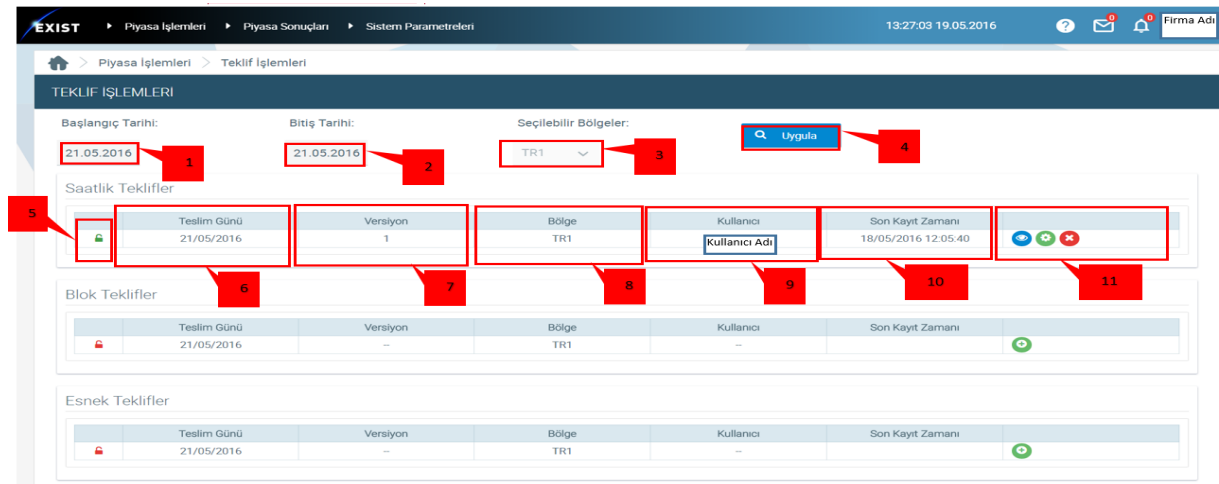 EXIST Piyasa İşlemleri Piyasa Sonuçları Sistem Parametreleri 13:27:03 19.05.2016 ? 0 0 Firma Adı
Piyasa İşlemleri > Teklif İşlemleri
TEKLIF IŞLEMLERİ
Başlangıç Tarihi: Bitiş Tarihi: Seçilebilir Bölgeler:
21.05.2016 21.05.2016 TR1 Uygula
1 2 3 4
Saatlik Teklifler
5
Teslim Günü Versiyon Bölge Kullanıcı Son Kayıt Zamanı
21/05/2016 1 TR1 Kullanıcı Adı 18/05/2016 12:05:40
6 7 8 9 10 11
Blok Teklifler
Teslim Günü Versiyon Bölge Kullanıcı Son Kayıt Zamanı
21/05/2016 -- TR1 --
Esnek Teklifler
Teslim Günü Versiyon Bölge Kullanıcı Son Kayıt Zamanı
21/05/2016 -- TR1 --